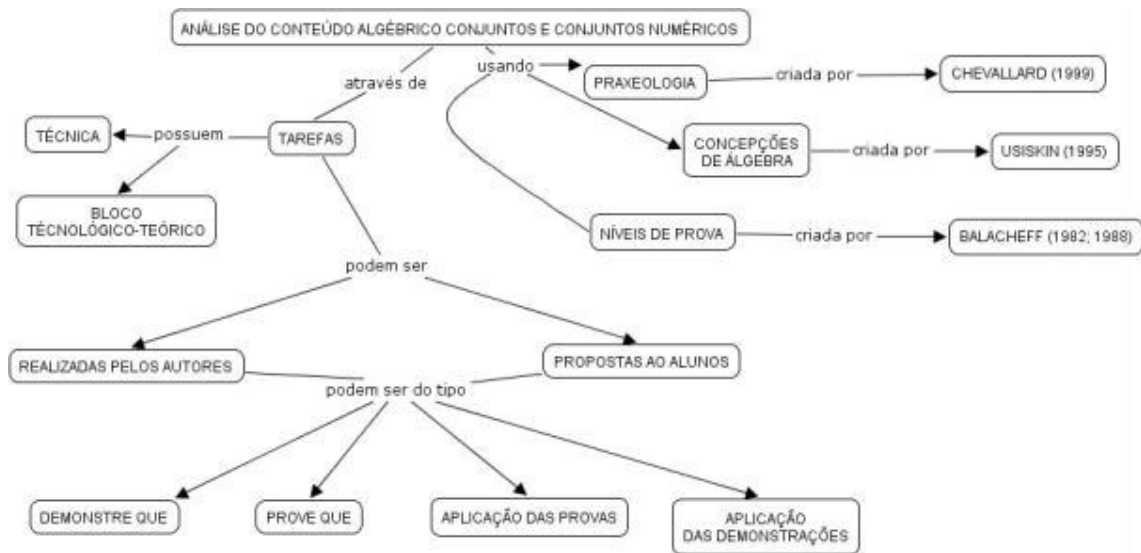 ANÁLISE DO CONTEÚDO ALGÉBRICO CONJUNTOS E CONJUNTOS NUMÉRICOS
usando
através de
PRAXEOLOGIA
criada por
CHEVALLARD (1999)
TÉCNICA
possuem
TAREFAS
CONCEPÇÕES
DE ÁLGEBRA
criada por
USISKIN (1995)
BLOCO
TÉCNOLÓGICO-TEÓRICO
NÍVEIS DE PROVA
criada por
BALACHEFF (1982; 1988)
podem ser
REALIZADAS PELOS AUTORES
PROPOSTAS AO ALUNOS
podem ser do tipo
DEMONSTRE QUE
PROVE QUE
APLICAÇÃO DAS PROVAS
APLICAÇÃO
DAS DEMONSTRAÇÕES